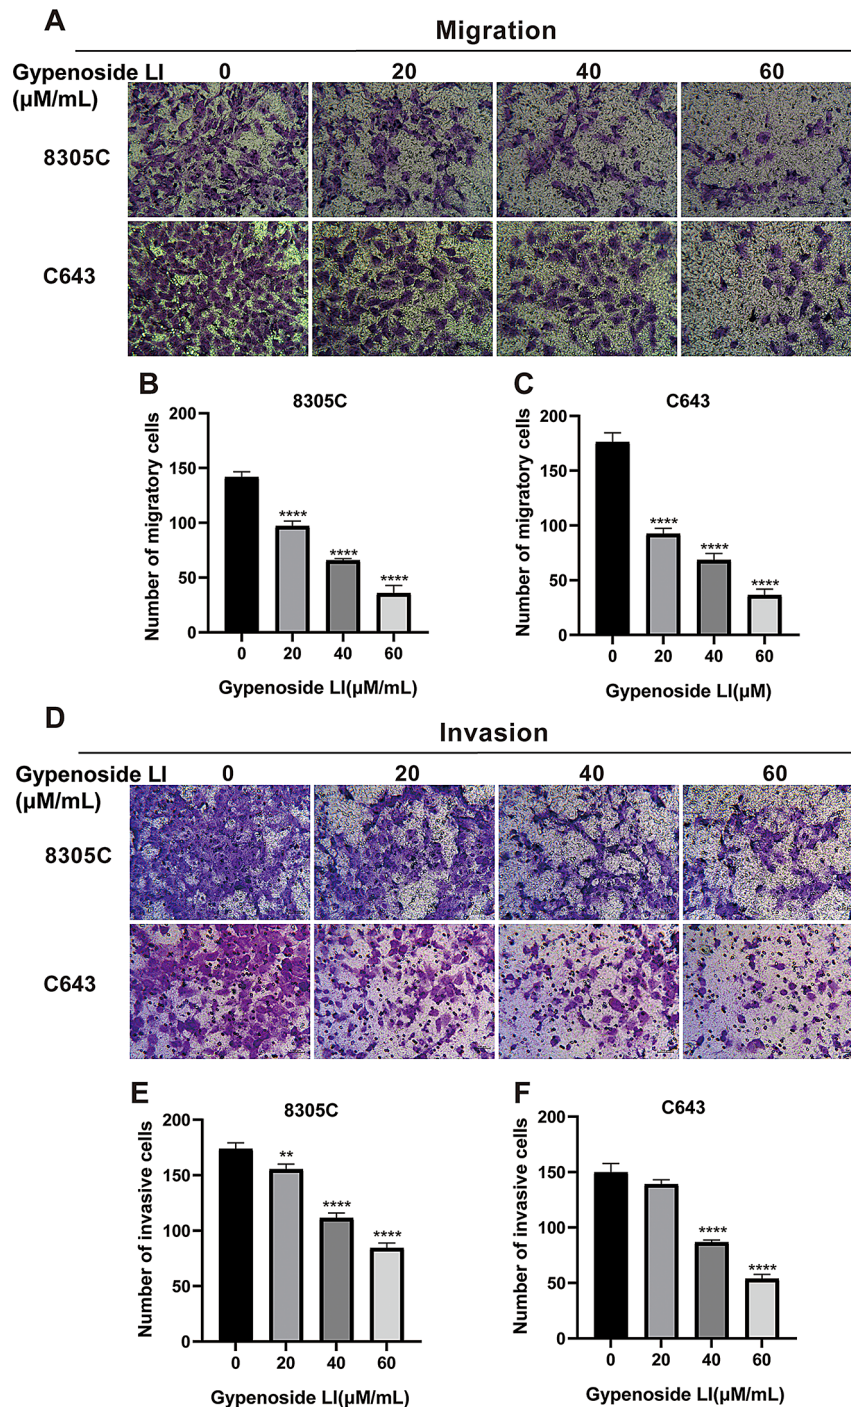 A
Migration
Gypenoside LI 0 20 40 60
(μM/mL)
8305C
C643
B
8305C
Number of migratory cells
200
150
100
50
0
****
****
****
0 20 40 60
Gypenoside LI(μM/mL)
C
C643
Number of migratory cells
200
150
100
50
0
****
****
****
0 20 40 60
Gypenoside LI(μM)
D
Invasion
Gypenoside LI 0 20 40 60
(μM/mL)
8305C
C643
E
8305C
Number of invasive cells
200
150
100
50
0
**
****
****
0 20 40 60
Gypenoside LI(μM/mL)
F
C643
Number of invasive cells
200
150
100
50
0
****
****
0 20 40 60
Gypenoside LI(μM/mL)